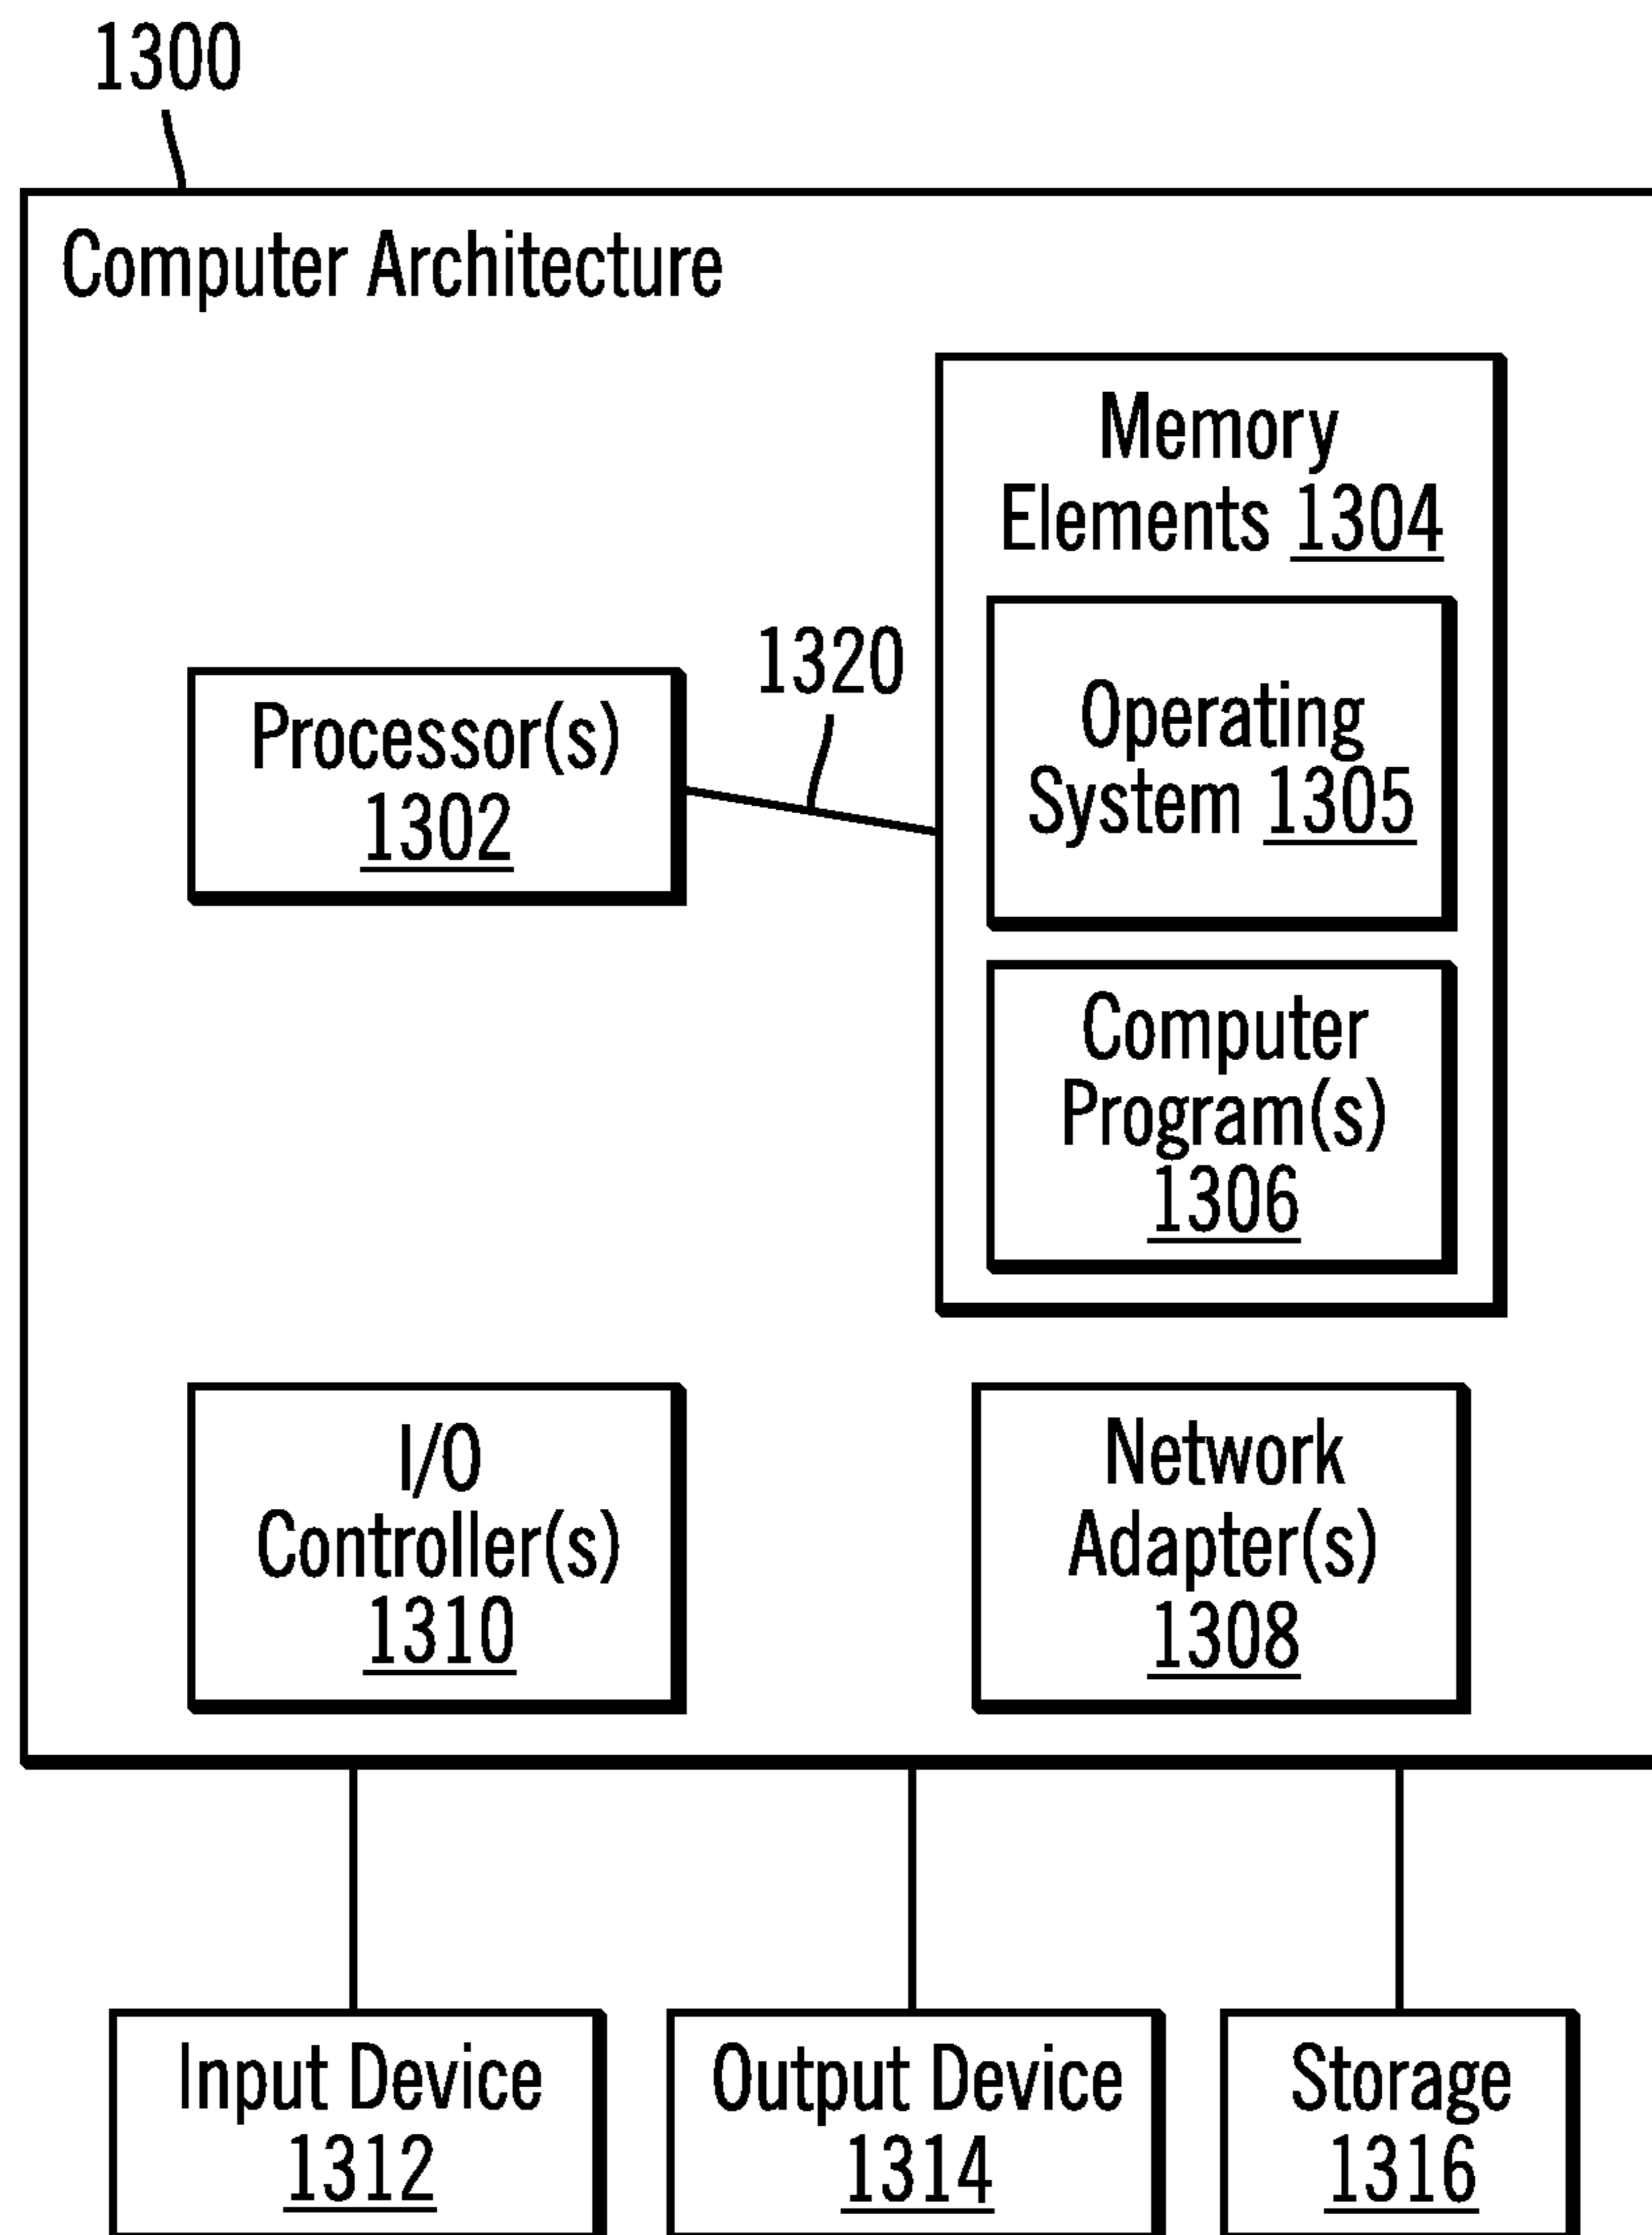 1300
Computer Architecture
Memory
Elements 1304
1320
Operating
System 1305
Processor(s)
1302
Computer
Program(s)
1306
I/O
Controller(s)
1310
Network
Adapter(s)
1308
Input Device
1312
Output Device
1314
Storage
1316